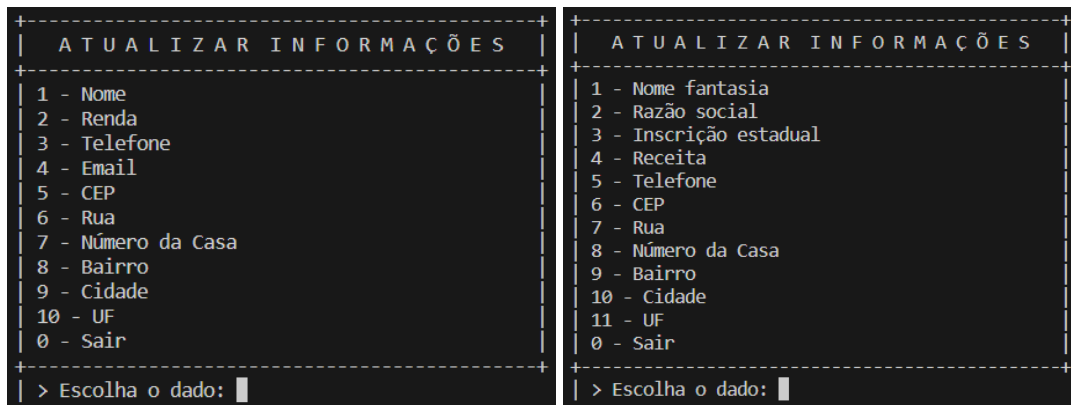 A T U A L I Z A R I N F O R M A Ç Õ E S
1 - Nome
2 - Renda
3 - Telefone
4 - Email
5 - CEP
6 - Rua
7 - Número da Casa
8 - Bairro
9 - Cidade
10 - UF
0 - Sair
> Escolha o dado:
A T U A L I Z A R I N F O R M A Ç Õ E S
1 - Nome fantasia
2 - Razão social
3 - Inscrição estadual
4 - Receita
5 - Telefone
6 - CEP
7 - Rua
8 - Número da Casa
9 - Bairro
10 - Cidade
11 - UF
0 - Sair
> Escolha o dado: